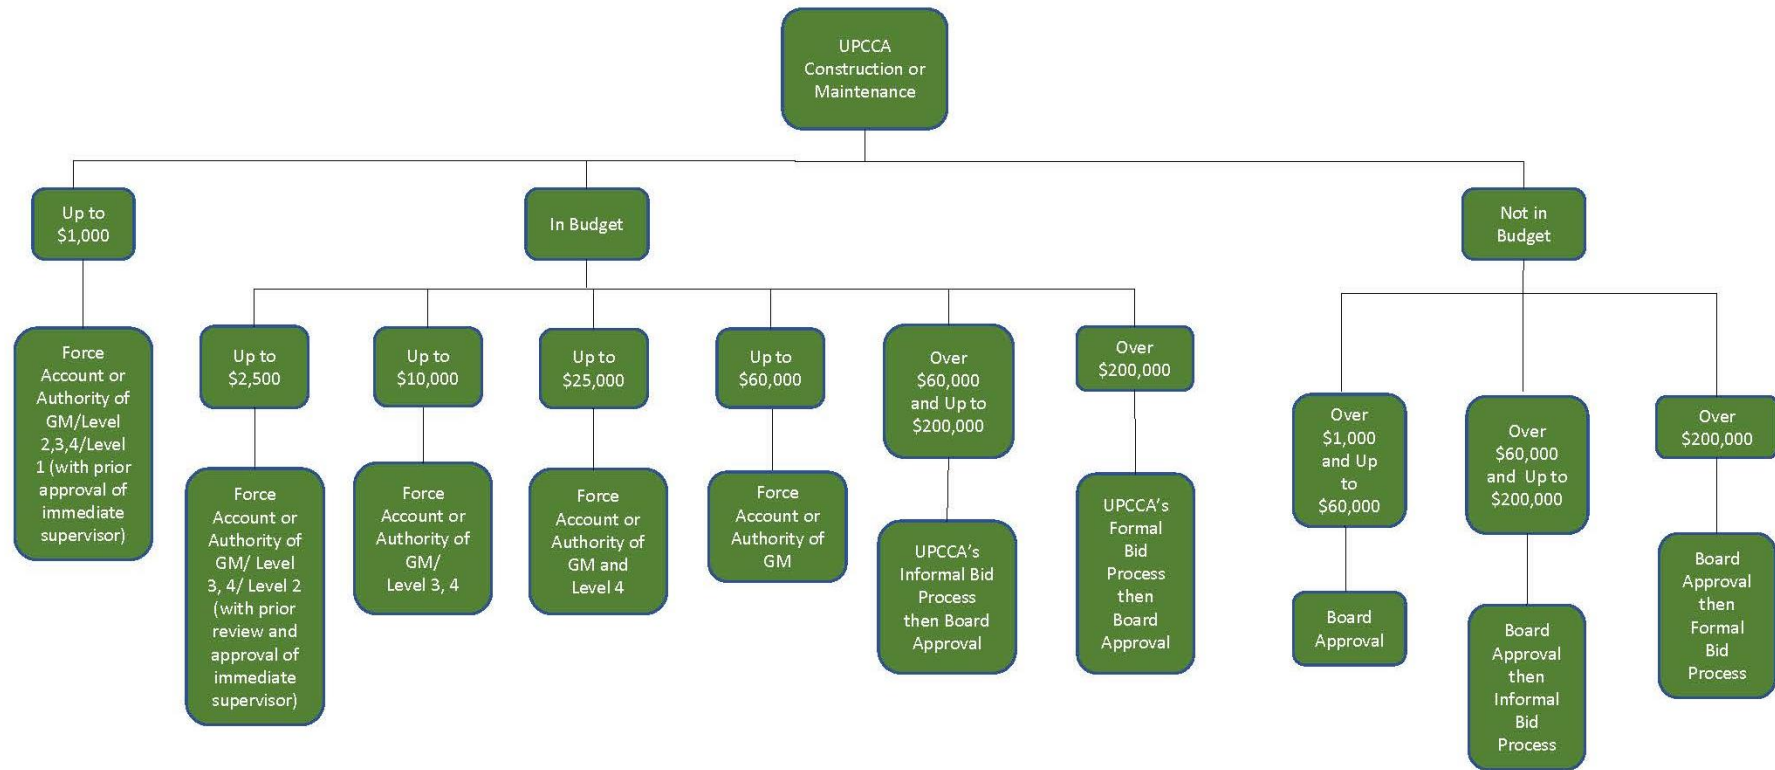 UPCCA
Construction or
Maintenance
Up to
$1,000
In Budget
Not in
Budget
Force
Account or
Authority of
GM/Level
2,3,4/Level
1 (with prior
approval of
immediate
supervisor)
Up to
$2,500
Up to
$10,000
Up to
$25,000
Up to
$60,000
Over
$60,000
and Up to
$200,000
Over
$200,000
Over
$1,000
and Up
to
$60,000
Over
$60,000
and Up to
$200,000
Over
$200,000
Force
Account or
Authority of
GM/ Level
3, 4/ Level 2
(with prior
review and
approval of
immediate
supervisor)
Force
Account or
Authority of
GM/
Level 3, 4
Force
Account or
Authority of
GM and
Level 4
Force
Account or
Authority of
GM
UPCCA's
Informal Bid
Process
then Board
Approval
UPCCA's
Formal
Bid
Process
then
Board
Approval
Board
Approval
Board
Approval
then
Informal
Bid
Process
Board
Approval
then
Formal
Bid
Process